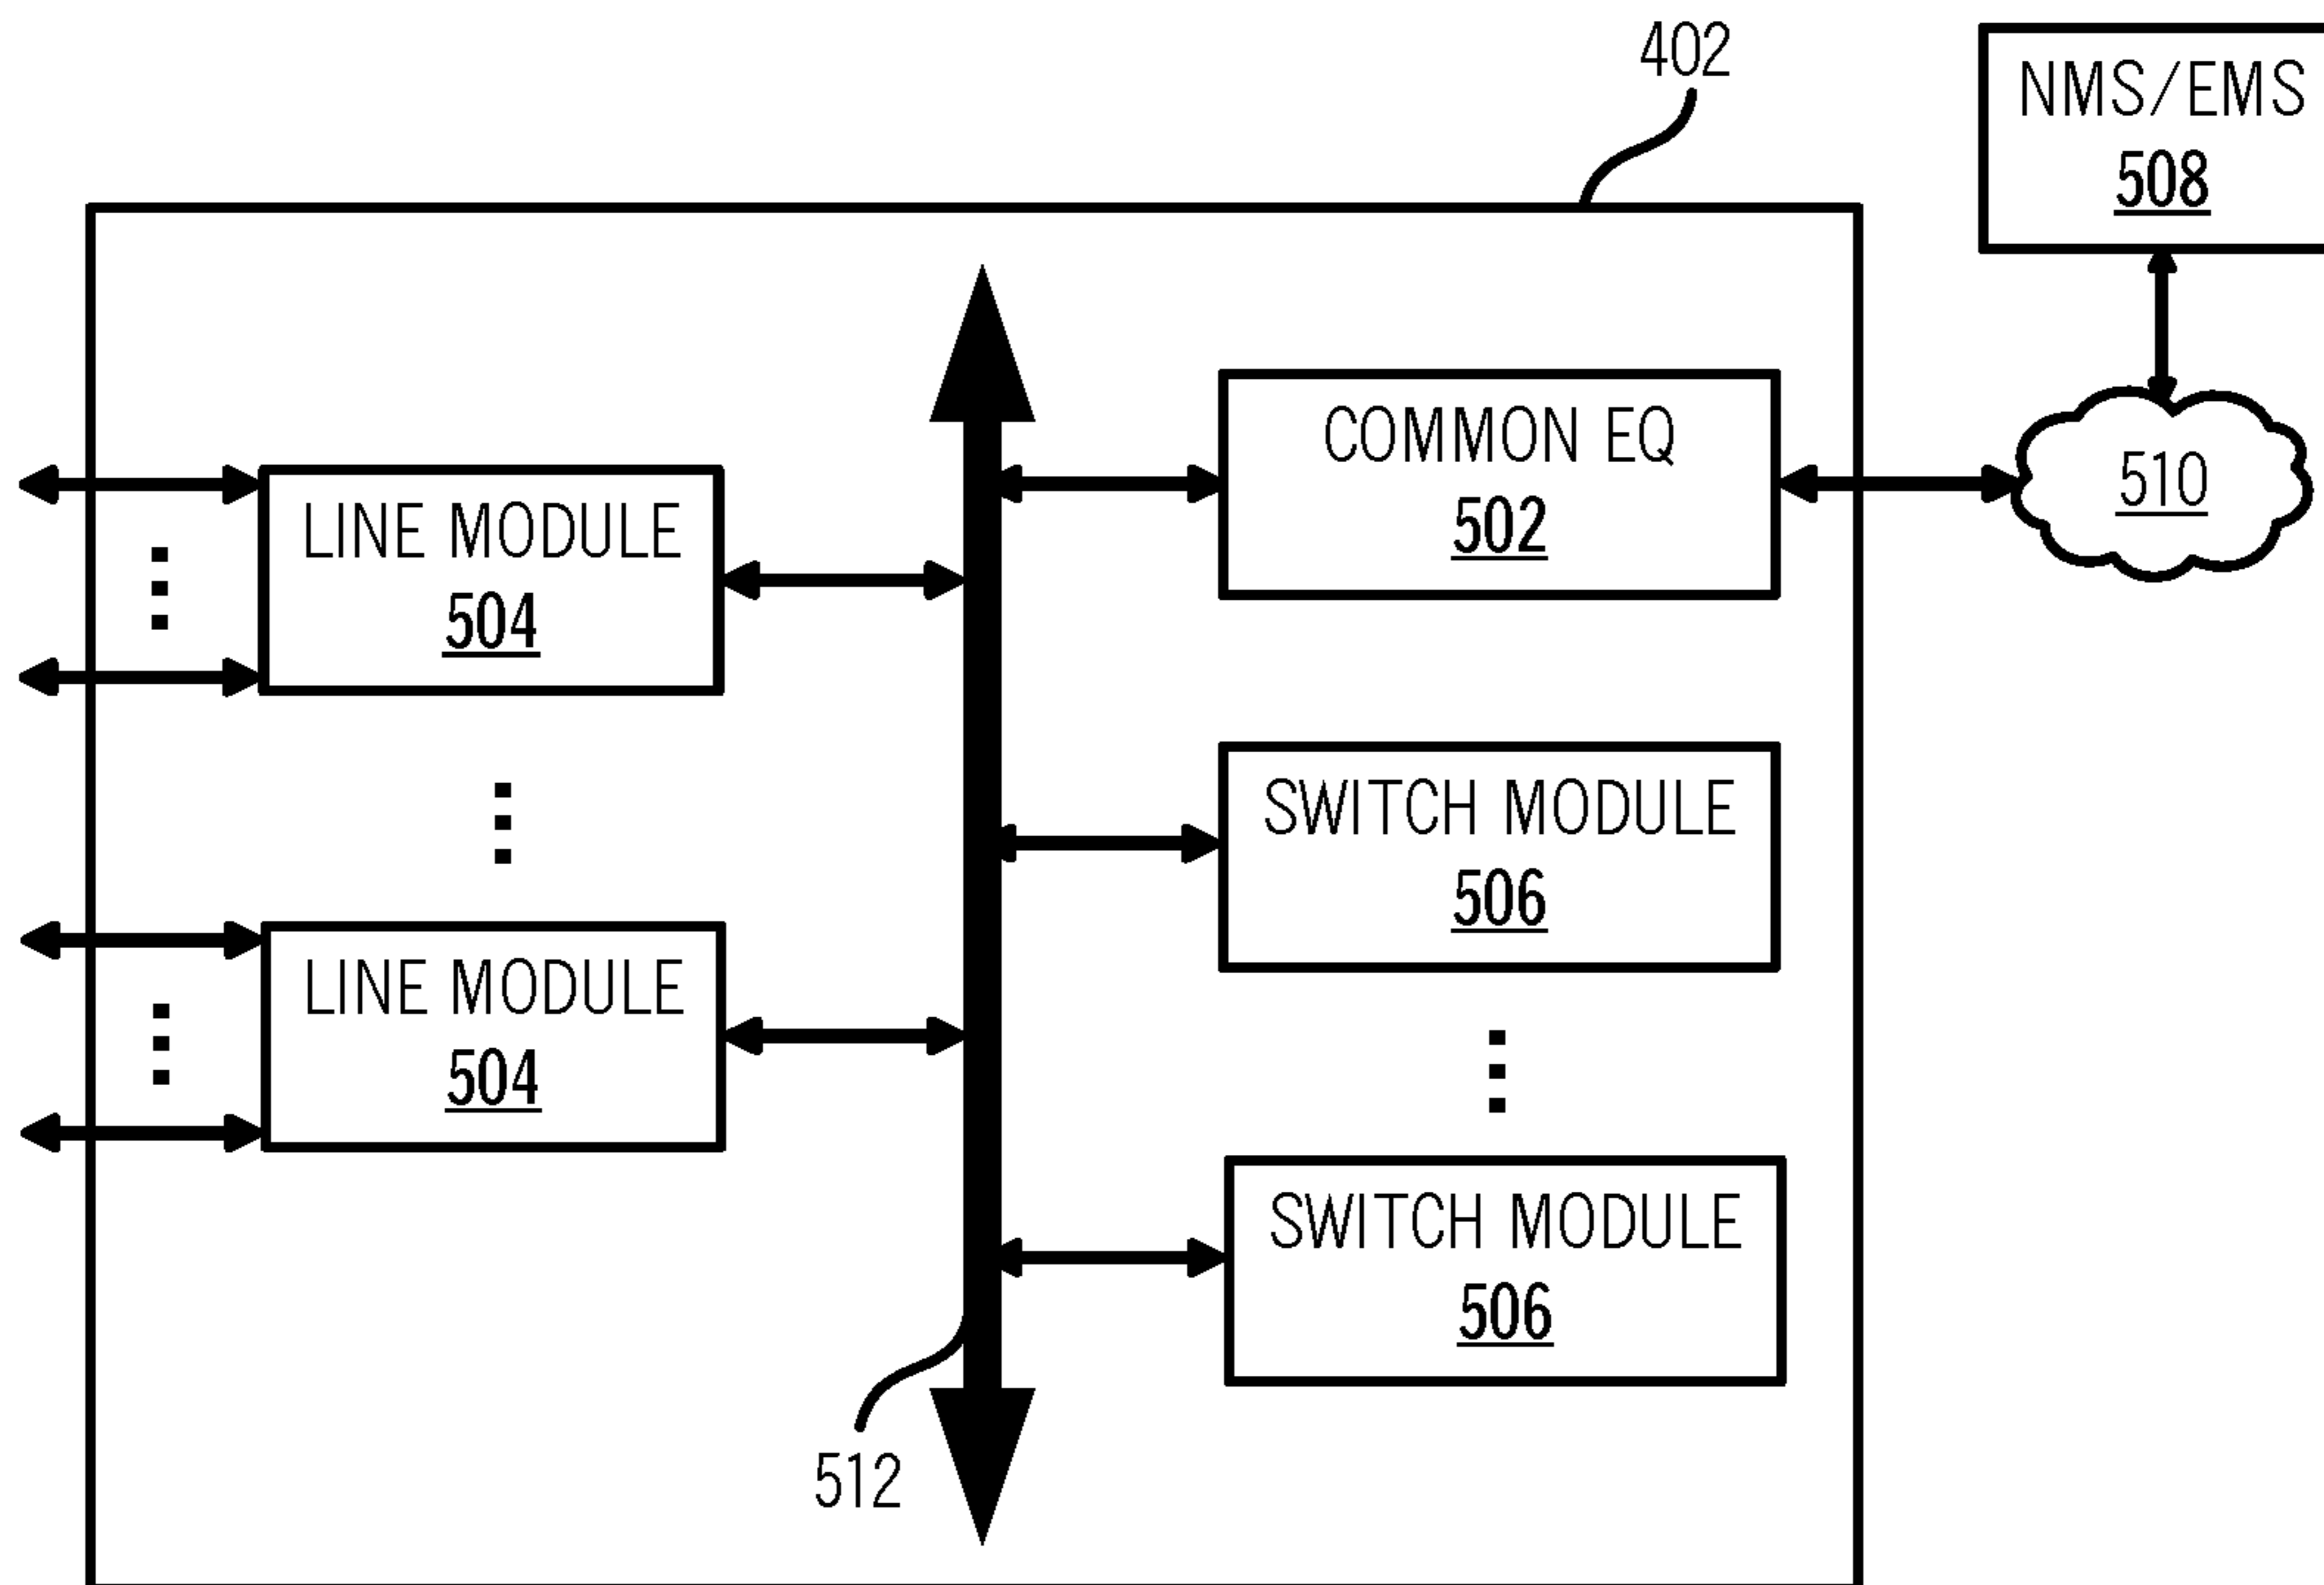 402
NMS/EMS
508
COMMON EQ
502
510
LINE MODULE
504
SWITCH MODULE
506
LINE MODULE
504
SWITCH MODULE
506
512